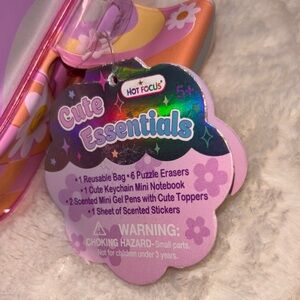 HOT FOCUS
5+
Cute
Essentials
• 1 Reusable Bag • 6 Puzzle Erasers
• 1 Cute Keychain Mini Notebook
• 2 Scented Mini Gel Pens with Cute Toppers
• 1 Sheet of Scented Stickers
WARNING:
CHOKING HAZARD-Small parts.
Not for children under 3 years.